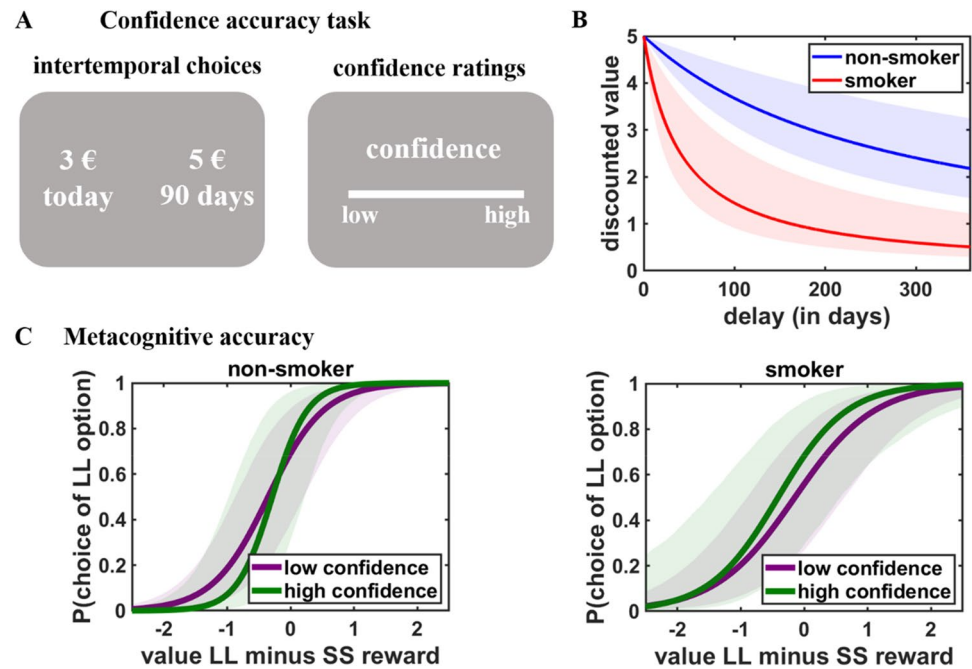 A Confidence accuracy task
intertemporal choices
confidence ratings
3 €
today
5 €
90 days
confidence
low
high
B
5
4
3
2
1
0
discounted value
non-smoker
smoker
0
100
200
300
delay (in days)
C Metacognitive accuracy
non-smoker
1
0.8
0.6
0.4
0.2
0
P(choice of LL option)
low confidence
high confidence
-2
-1
0
1
2
value LL minus SS reward
smoker
1
0.8
0.6
0.4
0.2
0
P(choice of LL option)
low confidence
high confidence
-2
-1
0
1
2
value LL minus SS reward